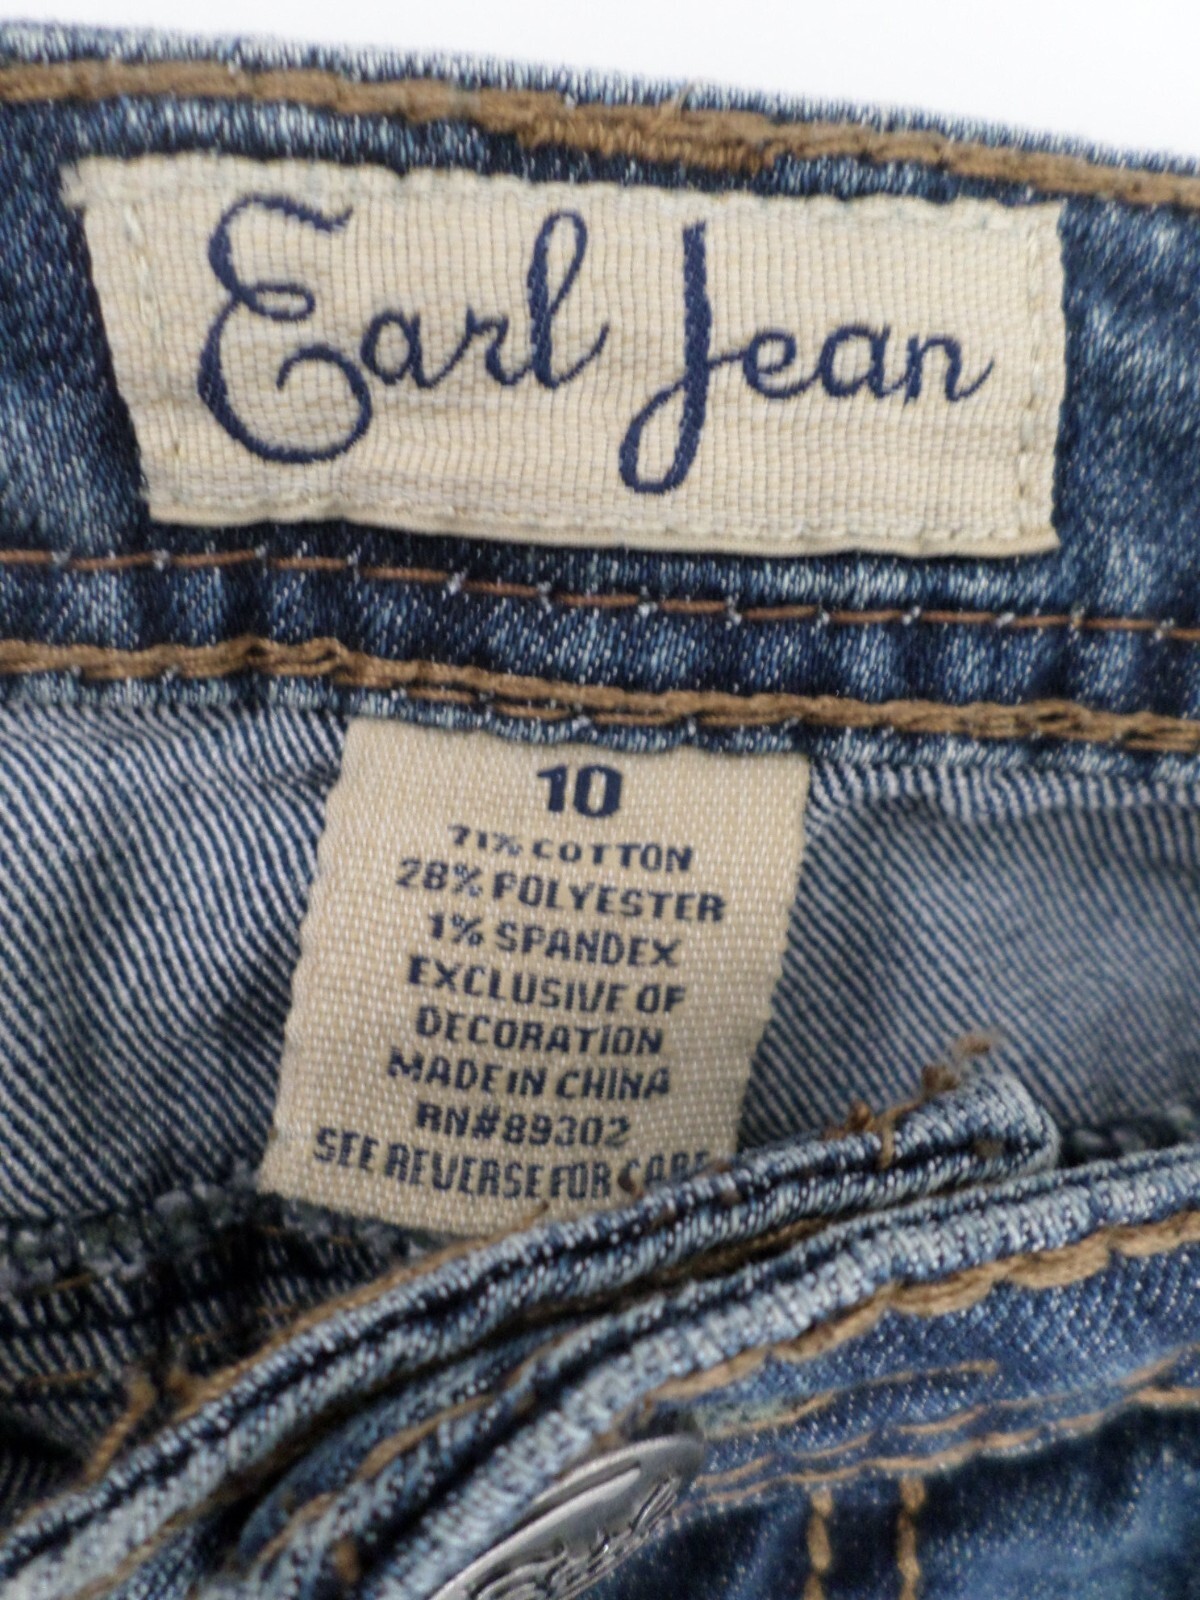 Earl Jean
10
71% COTTON
28% POLYESTER
1% SPANDEX
EXCLUSIVE OF
DECORATION
MADE IN CHINA
RN#89302
SEE REVERSE FOR CARE